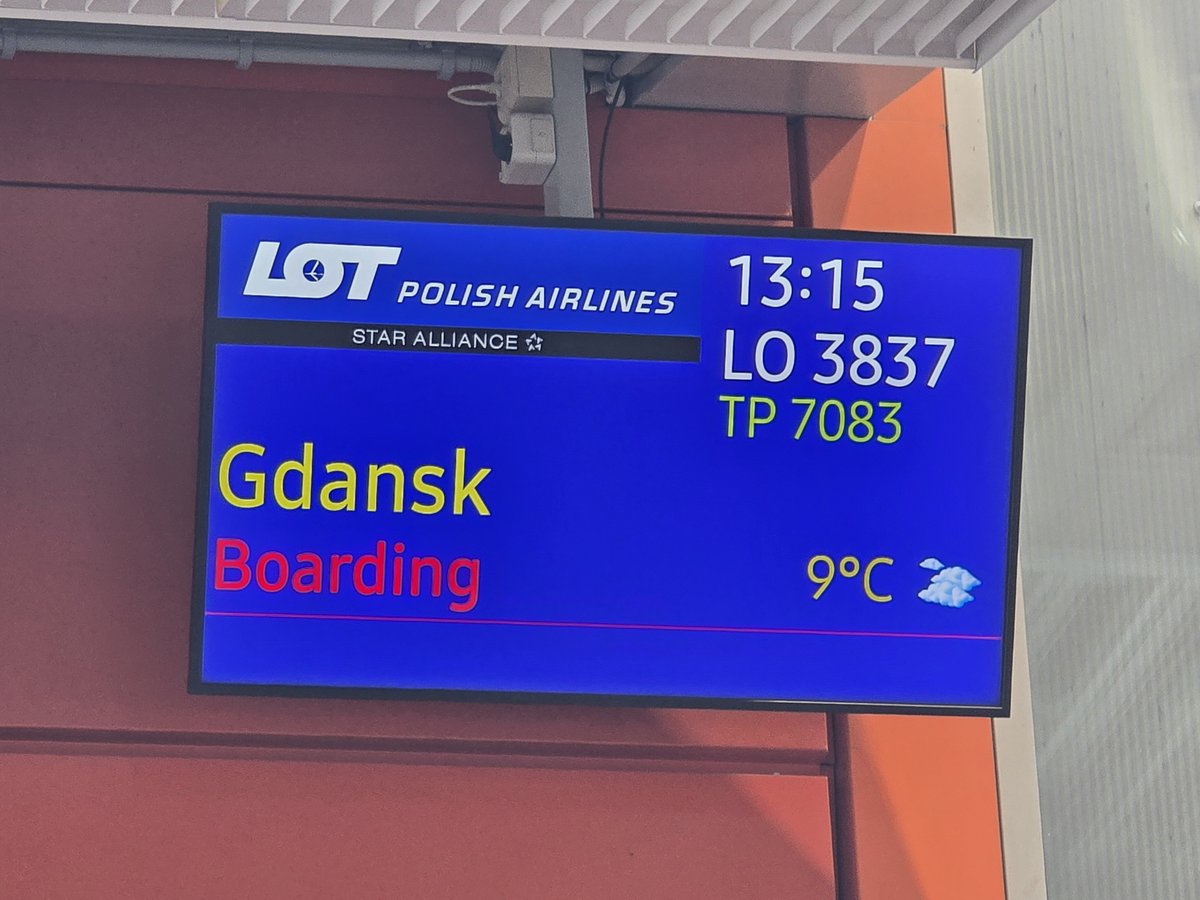 LOT POLISH AIRLINES
STAR ALLIANCE
13:15
LO 3837
TP 7083
Gdansk
Boarding
9°C